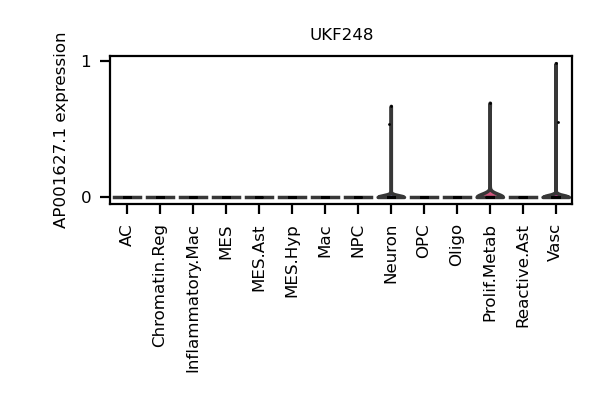 UKF248
AP001627.1 expression
1
0
AC
Chromatin.Reg
Inflammatory.Mac
MES
MES.Ast
MES.Hyp
Mac
NPC
Neuron
OPC
Oligo
Prolif.Metab
Reactive.Ast
Vasc